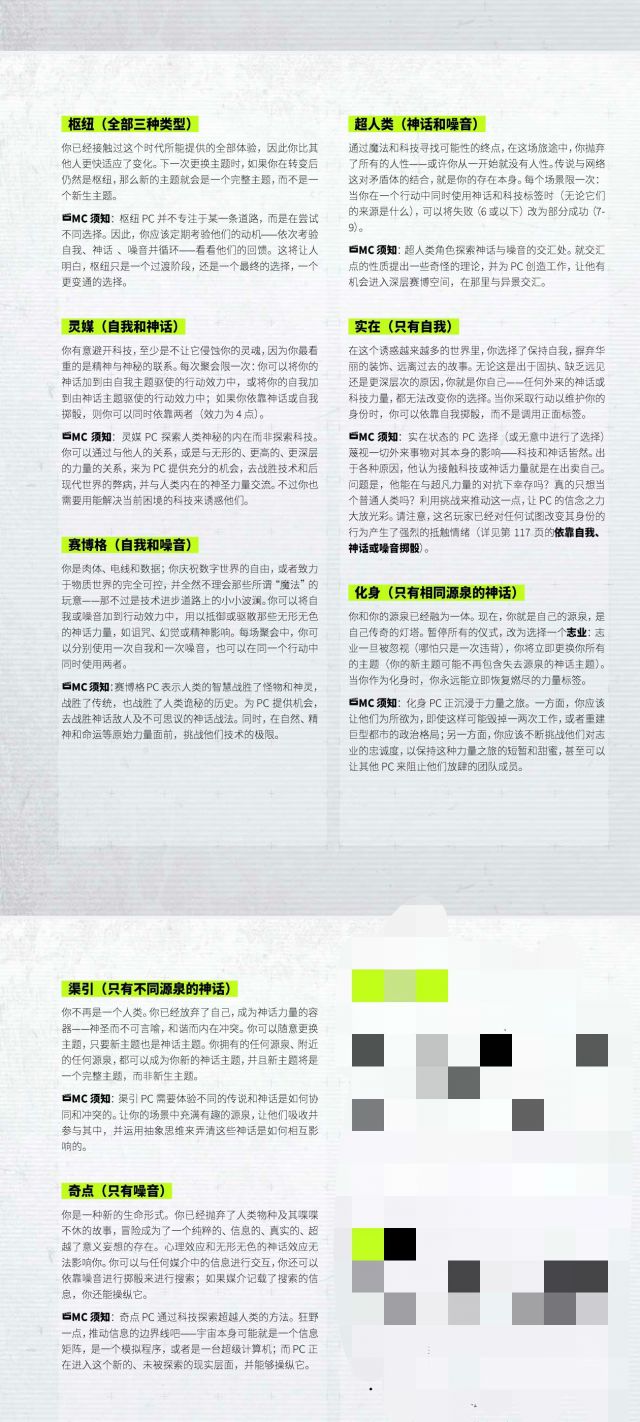 枢纽（全部三种类型）
你已经接触过这个时代所能提供的全部体验，因此你比其
他人更快适应了变化。下一次更换主题时，如果你在转变后
仍然是枢纽，那么新的主题就会是一个完整主题，而不是一
个新生主题。
MC 须知：枢纽 PC 并不专注于某一条道路，而是在尝试
不同选择。因此，你应该定期考验他们的动机——依次考验
自我、神话 、噪音并循环——看看他们的回馈。这将让人
明白，枢纽只是一个过渡阶段，还是一个最终的选择，一个
更变通的选择。
灵媒（自我和神话）
你有意避开科技，至少是不让它侵蚀你的灵魂，因为你最看
重的是精神与神秘的联系。每次聚会限一次：你可以将你的
神话加到由自我主题驱使的行动效力中，或将你的自我加
到由神话主题驱使的行动效力中；如果你依靠神话或自我
掷骰，则你可以同时依靠两者（效力为 4 点）。
MC 须知：灵媒 PC 探索人类神秘的内在而非探索科技。
你可以通过与他人的关系，或是与无形的、更高的、更深层
的力量的关系，来为 PC 提供充分的机会，去战胜技术和后
现代世界的弊病，并与人类内在的神圣力量交流。不过你也
需要用能解决当前困境的科技来诱惑他们。
赛博格（自我和噪音）
你是肉体、电线和数据；你庆祝数字世界的自由，或者致力
于物质世界的完全可控，并全然不理会那些所谓“魔法”的
玩意——那不过是技术进步道路上的小小波澜。你可以将自
我或噪音加到行动效力中，用以抵御或驱散那些无形无色
的神话力量，如诅咒、幻觉或精神影响。每场聚会中，你可
以分别使用一次自我和一次噪音，也可以在同一个行动中
同时使用两者。
MC 须知：赛博格 PC 表示人类的智慧战胜了怪物和神灵，
战胜了传统，也战胜了人类诡秘的历史。为 PC 提供机会，
去战胜神话敌人及不可思议的神话战法。同时，在自然、精
神和命运等原始力量面前，挑战他们技术的极限。
超人类（神话和噪音）
通过魔法和科技寻找可能性的终点，在这场旅途中，你抛弃
了所有的人性——或许你从一开始就没有人性。传说与网络
这对矛盾体的结合，就是你的存在本身。每个场景限一次：
当你在一个行动中同时使用神话和科技标签时（无论它们
的来源是什么），可以将失败（6 或以下）改为部分成功（7-
9）。
MC 须知：超人类角色探索神话与噪音的交汇处。就交汇
点的性质提出一些奇怪的理论，并为 PC 创造工作，让他有
机会进入深层赛博空间，在那里与异景交汇。
实在（只有自我）
在这个诱惑越来越多的世界里，你选择了保持自我，摒弃华
丽的装饰、远离过去的故事。无论这是出于固执、缺乏远见
还是更深层次的原因，你就是你自己——任何外来的神话或
科技力量，都无法改变你的选择。当你采取行动以维护你的
身份时，你可以依靠自我掷骰，而不是调用正面标签。
MC 须知：实在状态的 PC 选择（或无意中进行了选择）
蔑视一切外来事物对其本身的影响——科技和神话皆然。出
于各种原因，他认为接触科技或神话力量就是在出卖自己。
问题是，他能在与超凡力量的对抗下幸存吗？真的只想当
个普通人类吗？利用挑战来推动这一点，让 PC 的信念之力
大放光彩。请注意，这名玩家已经对任何试图改变其身份的
行为产生了强烈的抵触情绪（详见第 117 页的依靠自我、
神话或噪音掷骰）。
化身（只有相同源泉的神话）
你和你的源泉已经融为一体。现在，你就是自己的源泉，是
自己传奇的灯塔。暂停所有的仪式，改为选择一个志业：志
业一旦被忽视（哪怕只是一次违背），你将立即更换你所有
的主题（你的新主题可能不再包含失去源泉的神话主题）。
当你作为化身时，你永远能立即恢复燃尽的力量标签。
MC 须知：化身 PC 正沉浸于力量之旅。一方面，你应该
让他们为所欲为，即使这样可能毁掉一两次工作，或者重建
巨型都市的政治格局；另一方面，你应该不断挑战他们对志
业的忠诚度，以保持这种力量之旅的短暂和甜蜜，甚至可以
让其他 PC 来阻止他们放肆的团队成员。
渠引（只有不同源泉的神话）
你不再是一个人类。你已经放弃了自己，成为神话力量的容
器——神圣而不可言喻，和谐而内在冲突。你可以随意更换
主题，只要新主题也是神话主题。你拥有的任何源泉、附近
的任何源泉，都可以成为你新的神话主题，并且新主题将是
一个完整主题，而非新生主题。
MC 须知：渠引 PC 需要体验不同的传说和神话是如何协
同和冲突的。让你的场景中充满有趣的源泉，让他们吸收并
参与其中，并运用抽象思维来弄清这些神话是如何相互影
响的。
奇点（只有噪音）
你是一种新的生命形式。你已经抛弃了人类物种及其喋喋
不休的故事，冒险成为了一个纯粹的、信息的、真实的、超
越了意义妄想的存在。心理效应和无形无色的神话效应无
法影响你。你可以与任何媒介中的信息进行交互，你还可以
依靠噪音进行掷骰来进行搜索；如果媒介记载了搜索的信
息，你还能操纵它。
MC 须知：奇点 PC 通过科技探索超越人类的方法。狂野
一点，推动信息的边界线吧——宇宙本身可能就是一个信息
矩阵，是一个模拟程序，或者是一台超级计算机；而 PC 正
在进入这个新的、未被探索的现实层面，并能够操纵它。